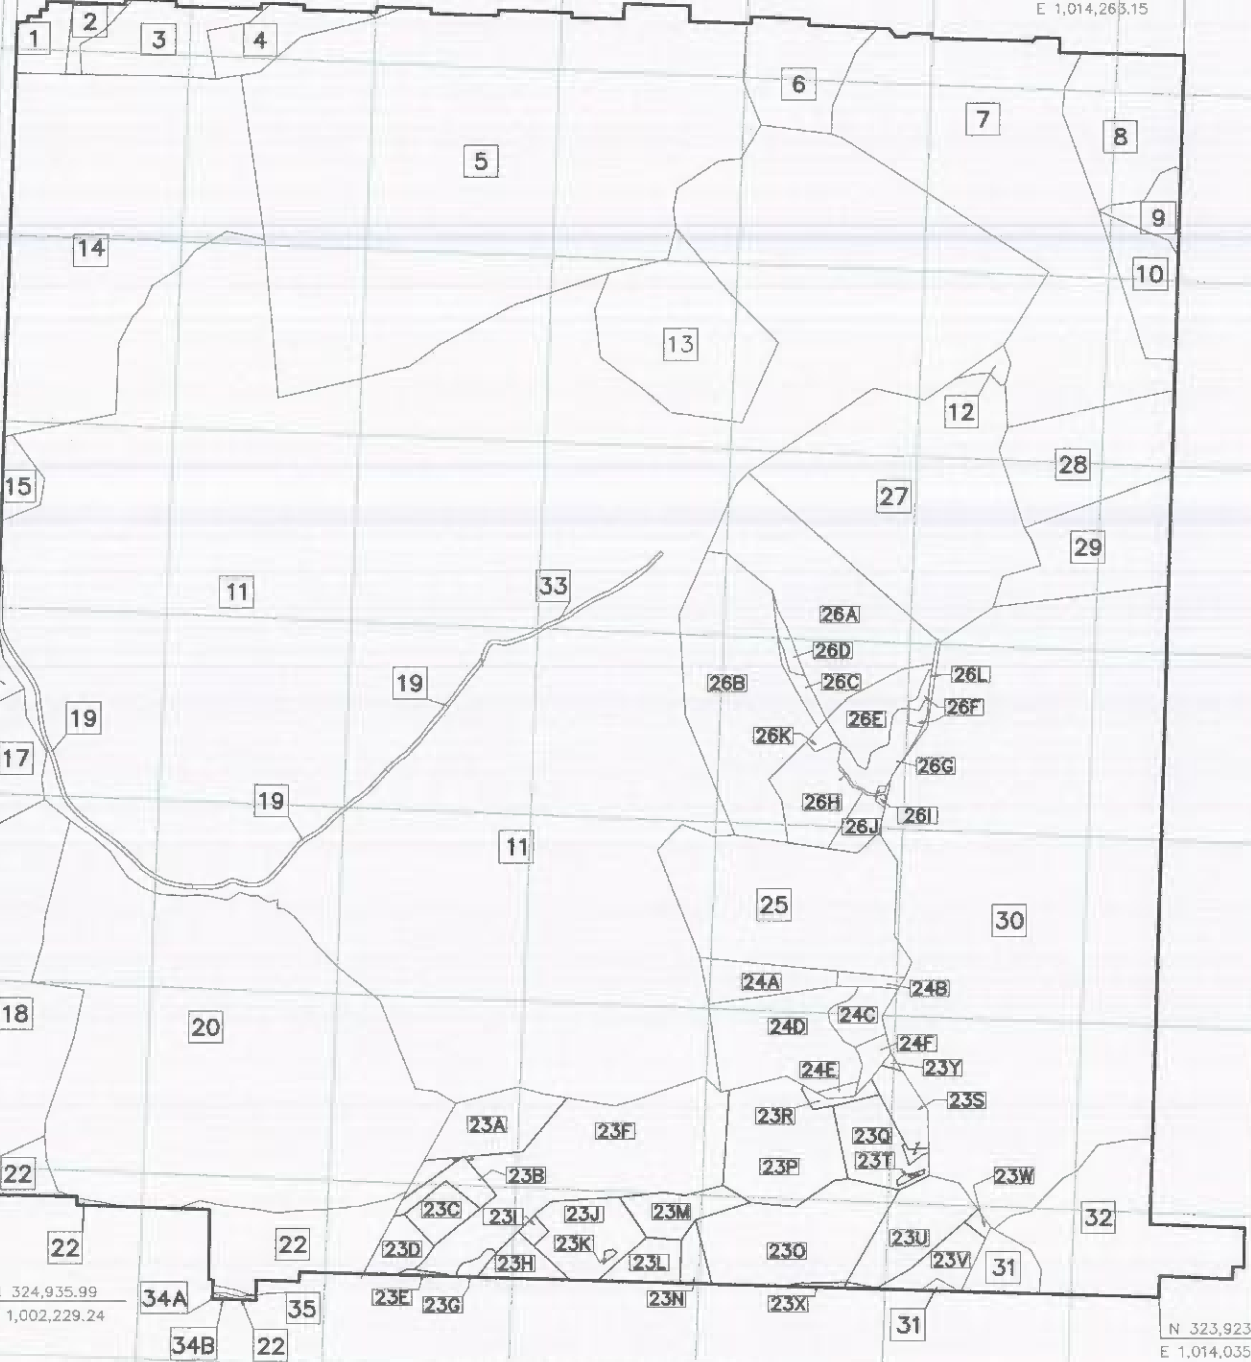 E 1,014,263.15
1
2
3
4
6
7
5
8
9
14
10
13
12
28
15
27
29
11
33
26A
26D
26L
19
26B
26C
26F
19
26E
26K
17
26G
19
26H
26I
26J
11
25
30
24A
24B
18
24C
20
24D
24F
24E
23Y
23S
23R
23A
23F
23Q
23T
23P
22
23B
23W
23C
23I
23J
23M
32
22
22
23K
23U
23D
23O
23V
23H
23L
31
324,935.99
1,002,229.24
34A
35
23E
23G
23N
23X
31
34B
22
N 323,923
E 1,014,035